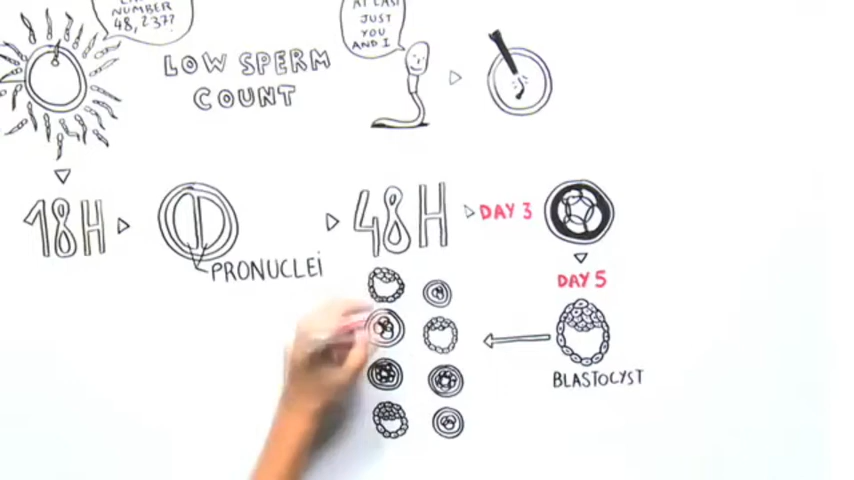 NUMBER
48,237?
AT LAST
JUST
YOU
AND I
LOW SPERM
COUNT
18H
48H
DAY 3
PRONUCLEi
DAY 5
BLASTOCYST